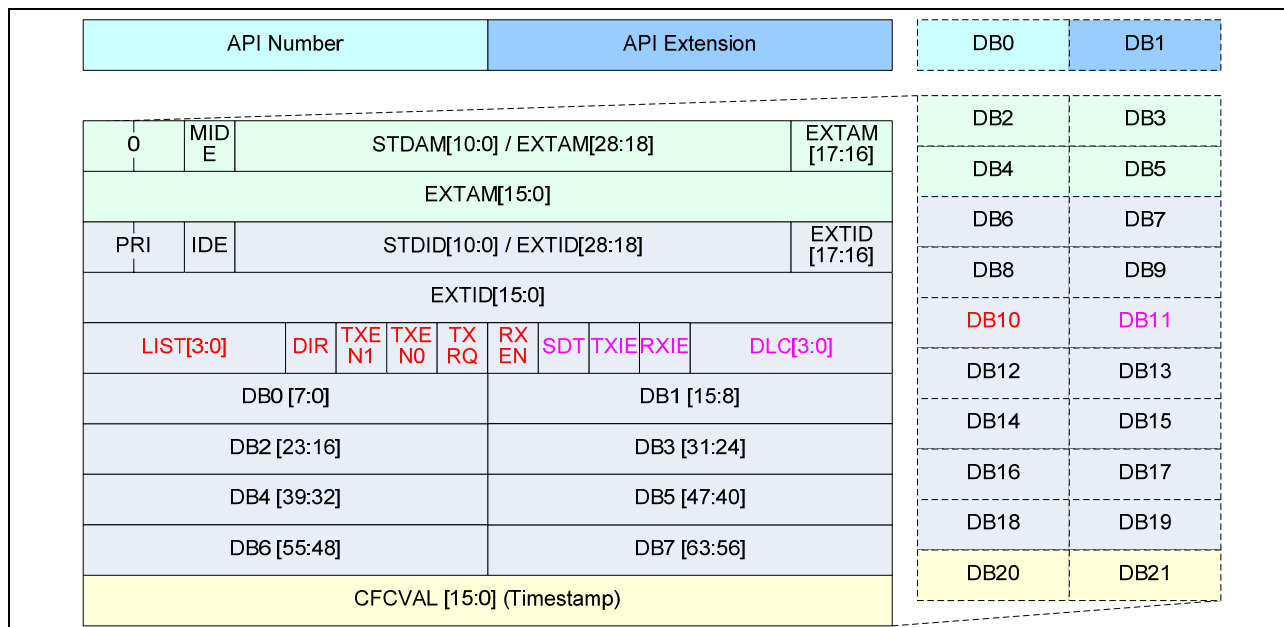 API Number API Extension DB0 DB1
DB2 DB3
0 MID E STDAM[10:0] / EXTAM[28:18] EXTAM [17:16]
DB4 DB5
EXTAM[15:0]
DB6 DB7
PRI IDE STDID[10:0] / EXTID[28:18] EXTID [17:16]
DB8 DB9
EXTID[15:0]
DB10 DB11
LIST[3:0] DIR TXE N1 TXE N0 TX RQ RX EN SDT TXIE RXIE DLC[3:0]
DB12 DB13
DB0 [7:0] DB1 [15:8]
DB14 DB15
DB2 [23:16] DB3 [31:24]
DB16 DB17
DB4 [39:32] DB5 [47:40]
DB18 DB19
DB6 [55:48] DB7 [63:56]
DB20 DB21
CFCVAL [15:0] (Timestamp)